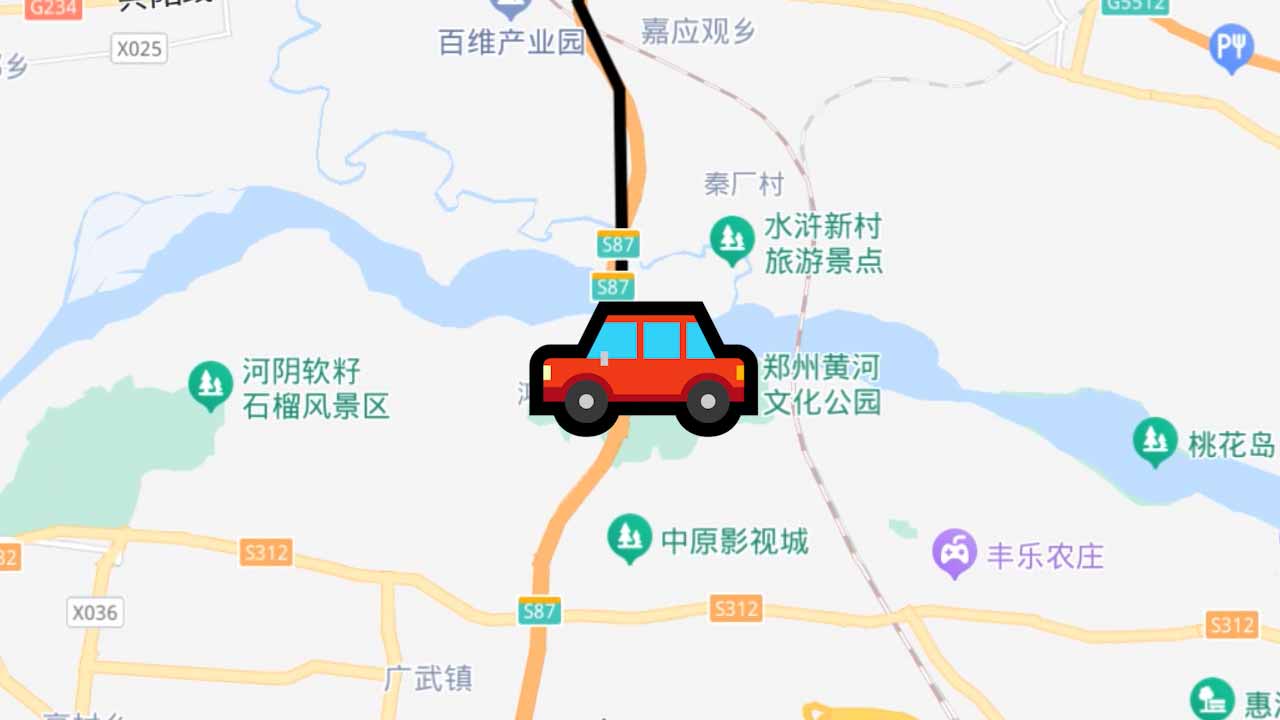 G234
X025
百维产业园
嘉应观乡
G5512
乡
秦厂村
水浒新村
旅游景点
S87
S87
河阴软籽
石榴风景区
郑州黄河
文化公园
桃花岛
中原影视城
丰乐农庄
S312
X036
S87
S312
S312
广武镇